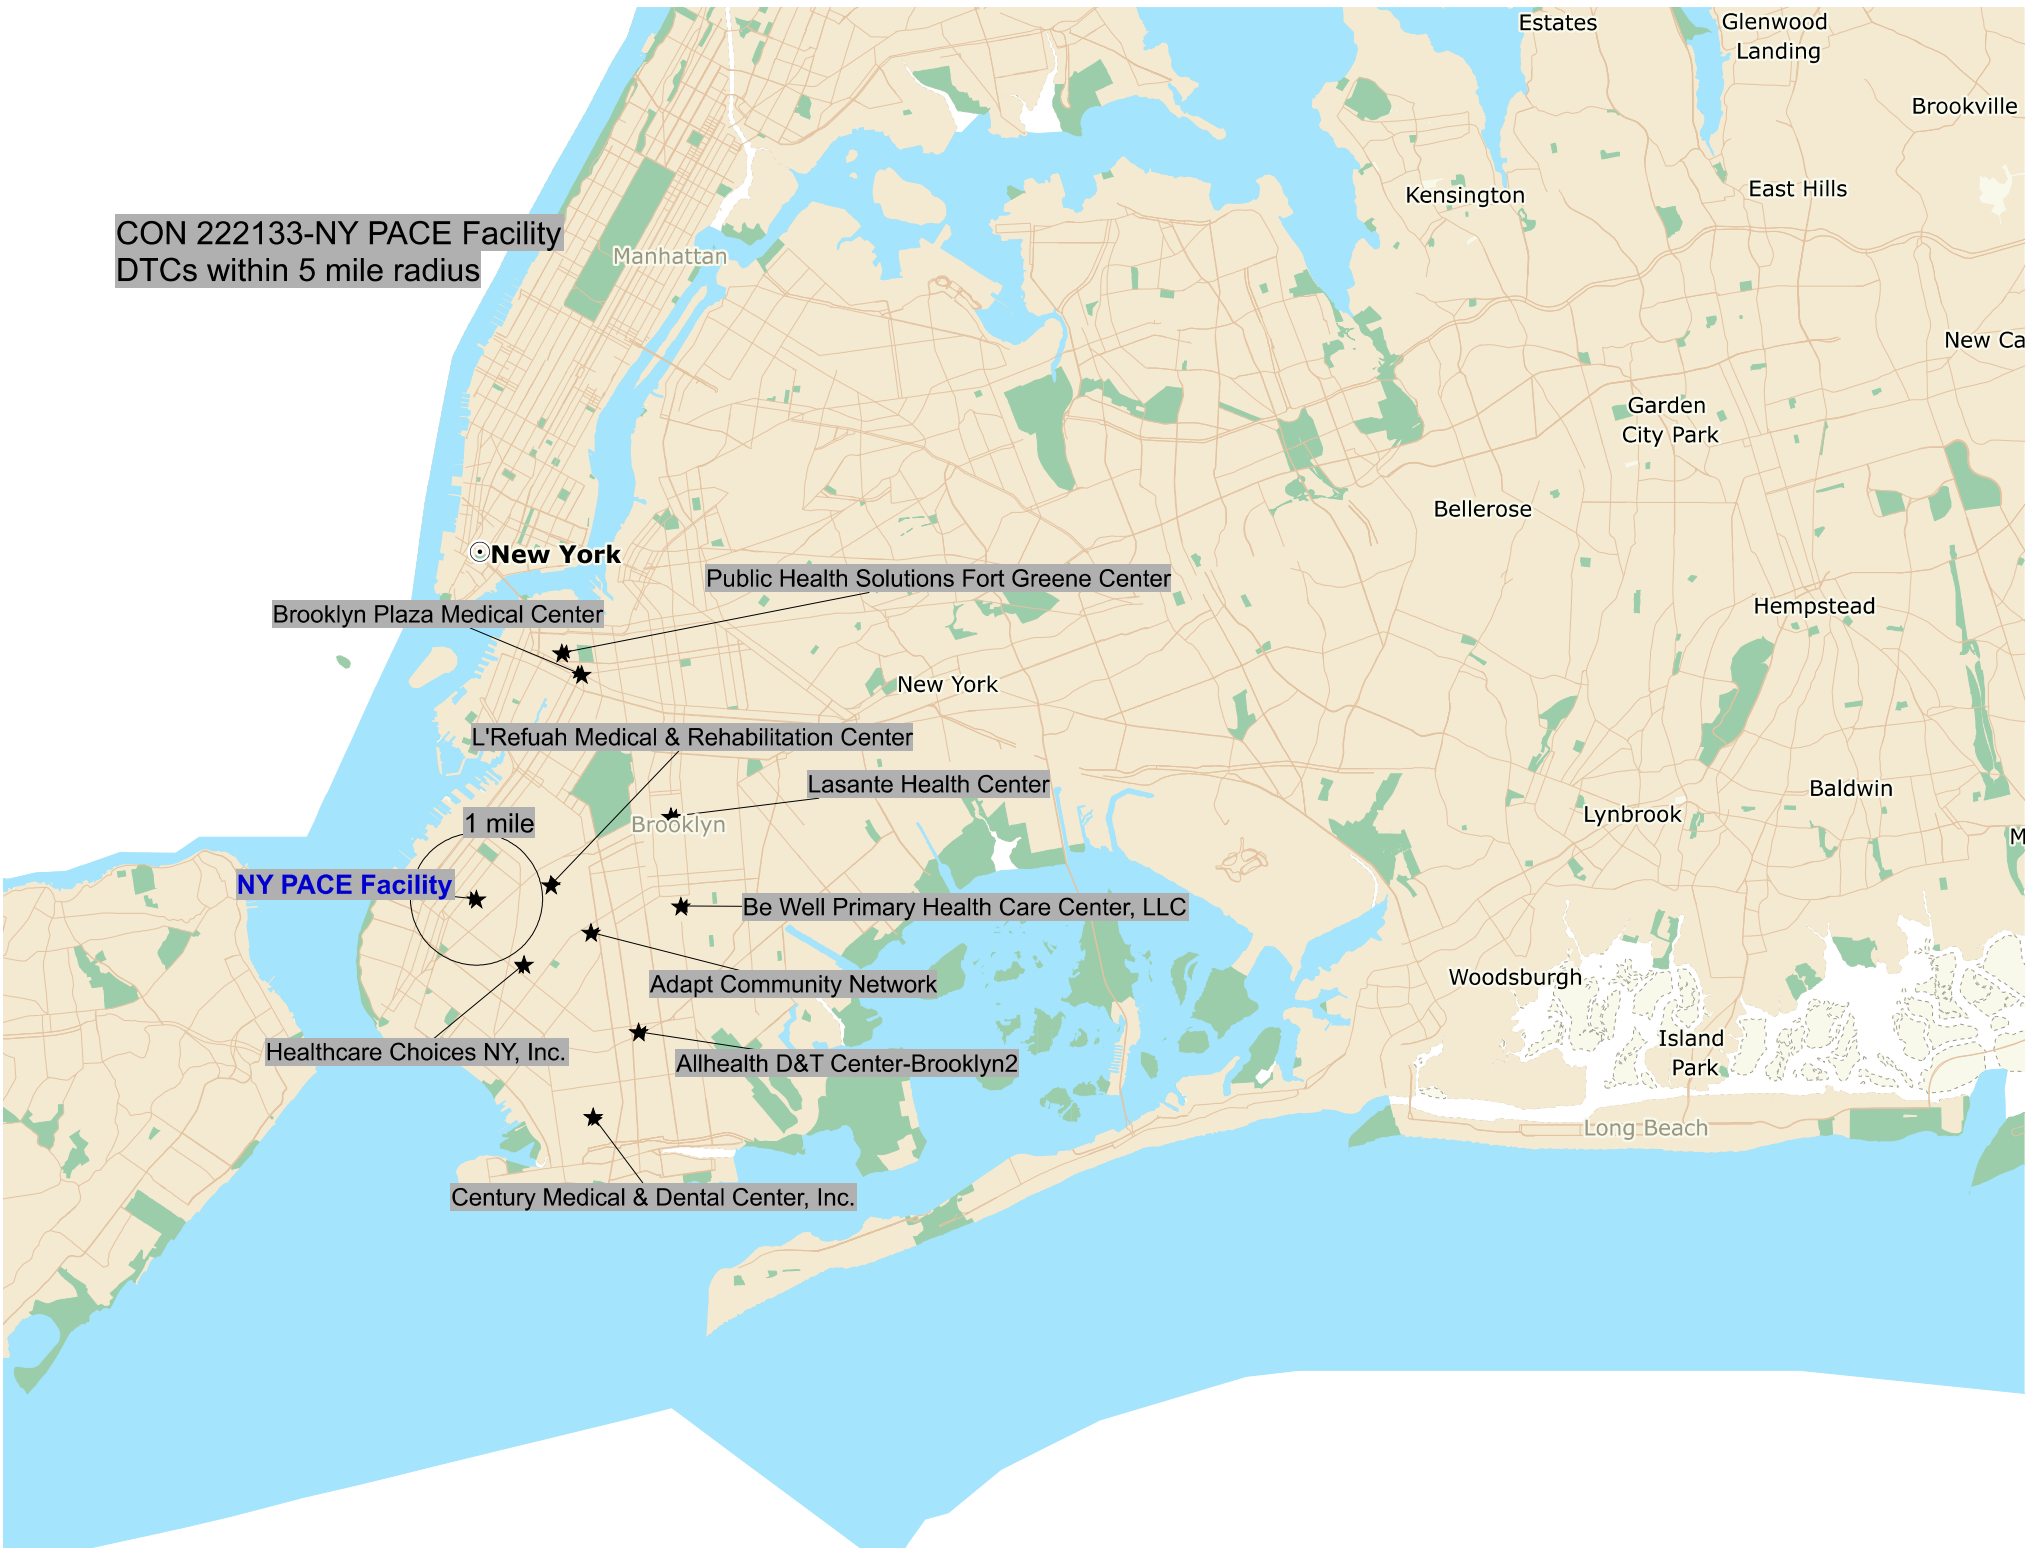 Estates
Glenwood
Landing
Brookville
Kensington
East Hills
CON 222133-NY PACE Facility
DTCs within 5 mile radius
Manhattan
New Ca
Garden
City Park
Bellerose
New York
Public Health Solutions Fort Greene Center
Brooklyn Plaza Medical Center
Hempstead
New York
L'Refuah Medical & Rehabilitation Center
Lasante Health Center
Baldwin
Lynbrook
Brooklyn
1 mile
M
NY PACE Facility
Be Well Primary Health Care Center, LLC
Adapt Community Network
Woodsburgh
Healthcare Choices NY, Inc.
Allhealth D&T Center-Brooklyn2
Island
Park
Long Beach
Century Medical & Dental Center, Inc.